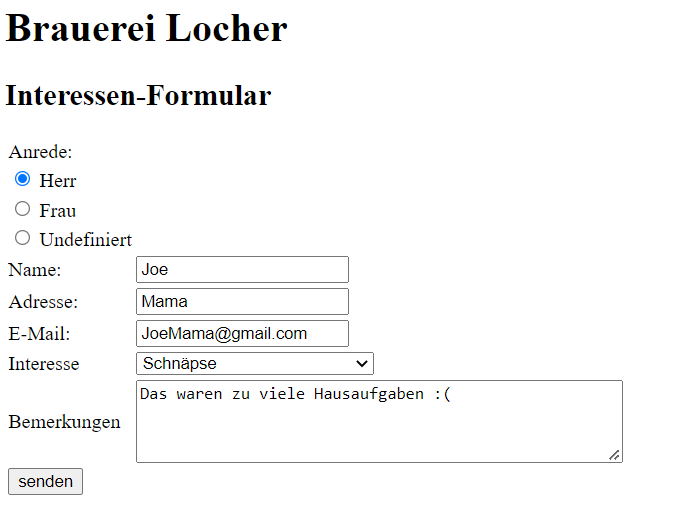 Brauerei Locher
Interessen-Formular
Anrede:
Herr
Frau
Undefiniert
Name: Joe
Adresse: Mama
E-Mail: JoeMama@gmail.com
Interesse Schnäpse
Bemerkungen Das waren zu viele Hausaufgaben :(
senden